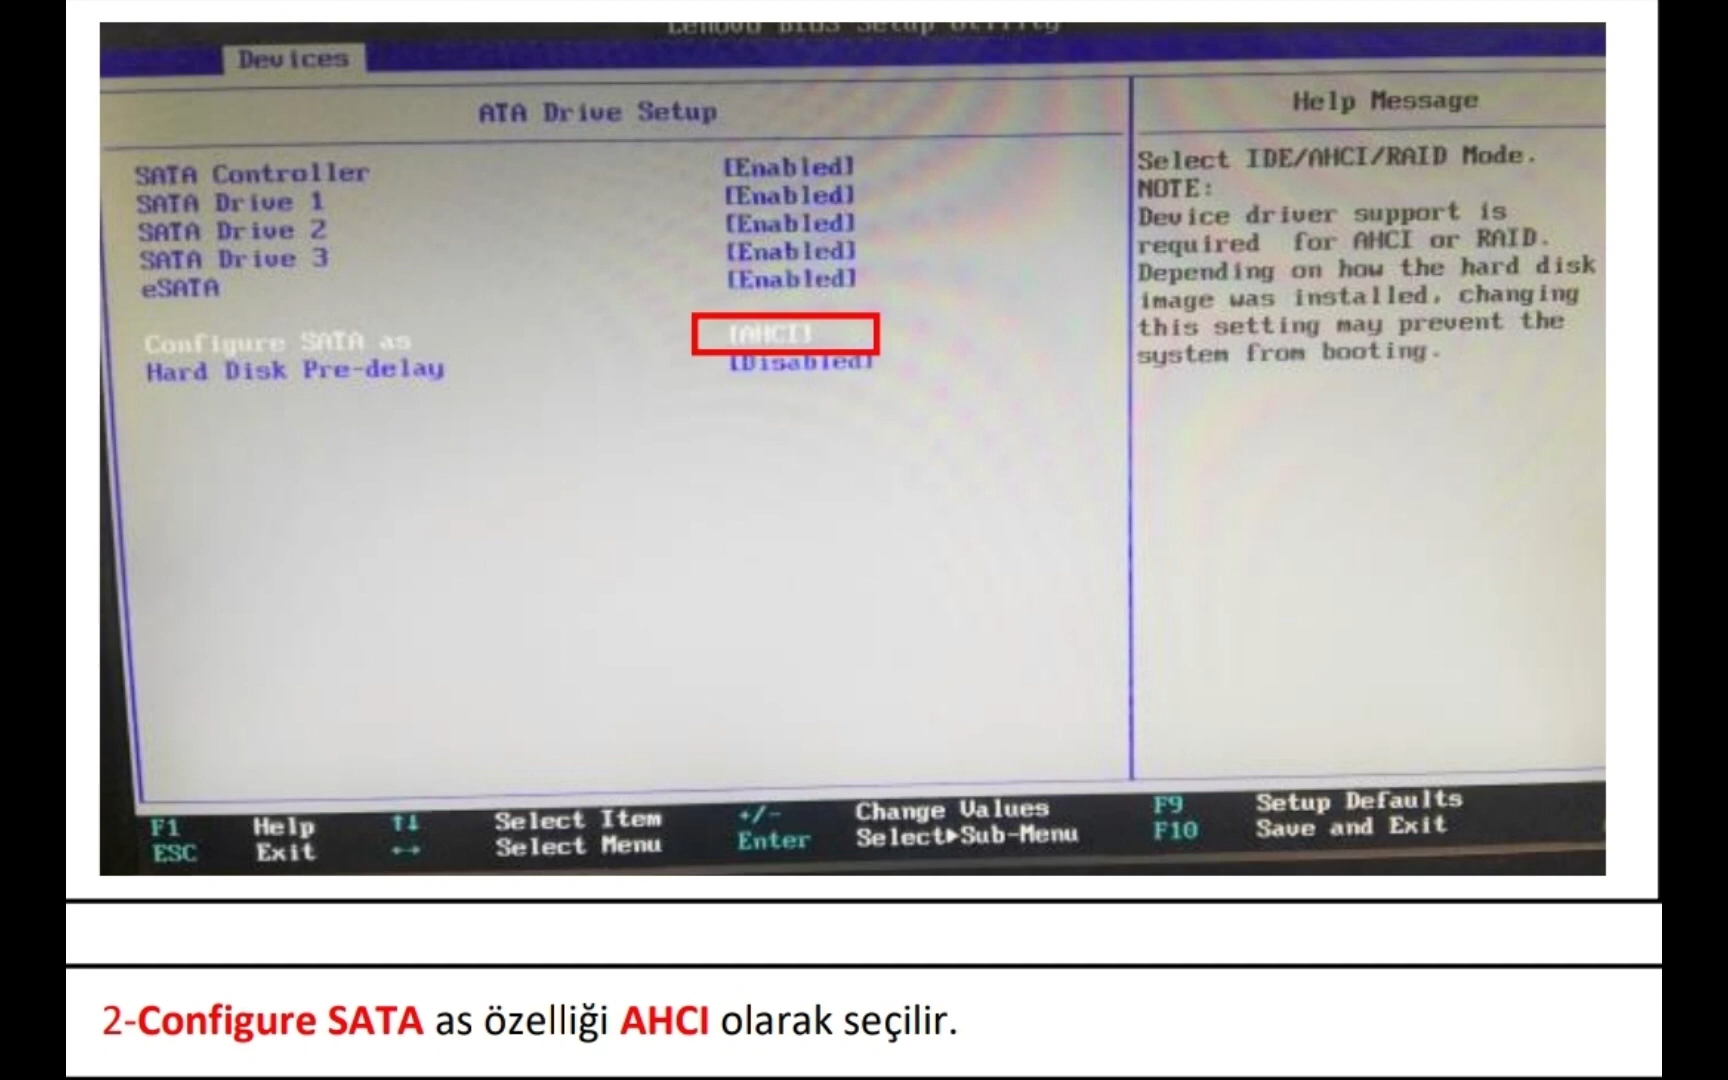 Lenovo BIOS Setup Utility
Devices
ATA Drive Setup
Help Message
SATA Controller [Enabled]
SATA Drive 1 [Enabled]
SATA Drive 2 [Enabled]
SATA Drive 3 [Enabled]
eSATA [Enabled]
Configure SATA as [AHCI]
Hard Disk Pre-delay [Disabled]
Select IDE/AHCI/RAID Mode.
NOTE:
Device driver support is
required for AHCI or RAID.
Depending on how the hard disk
image was installed, changing
this setting may prevent the
system from booting.
F1 Help ↑↓ Select Item +/- Change Values F9 Setup Defaults
ESC Exit ←→ Select Menu Enter Select▶Sub-Menu F10 Save and Exit
2-Configure SATA as özelliği AHCI olarak seçilir.